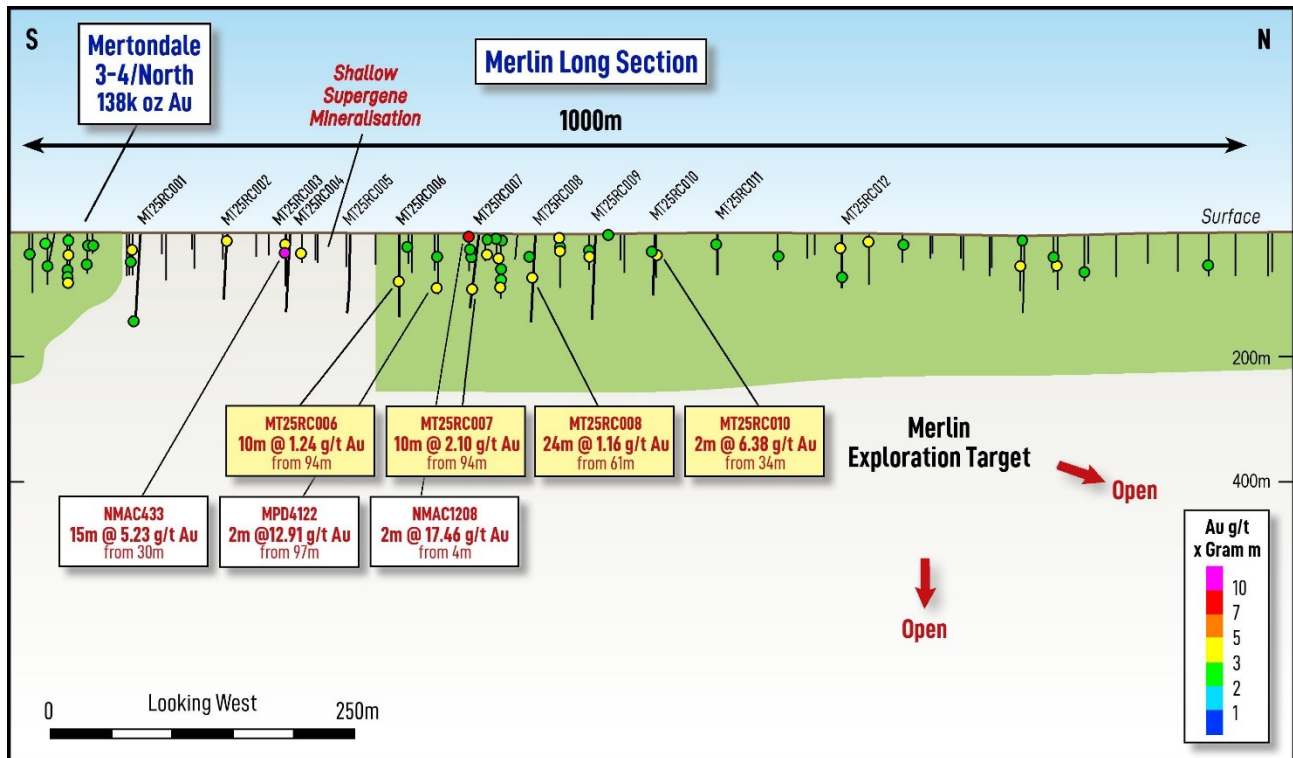 S
N
Mertondale
3-4/North
138k oz Au
Merlin Long Section
Shallow
Supergene
Mineralisation
1000m
MT25RC001
MT25RC002
MT25RC003
MT25RC004
MT25RC005
MT25RC006
MT25RC007
MT25RC008
MT25RC009
MT25RC010
MT25RC011
MT25RC012
Surface
200m
MT25RC006
10m @ 1.24 g/t Au
from 94m
MT25RC007
10m @ 2.10 g/t Au
from 94m
MT25RC008
24m @ 1.16 g/t Au
from 61m
MT25RC010
2m @ 6.38 g/t Au
from 34m
Merlin
Exploration Target
Open
400m
NMAC433
15m @ 5.23 g/t Au
from 30m
MPD4122
2m @12.91 g/t Au
from 97m
NMAC1208
2m @ 17.46 g/t Au
from 4m
Open
Au g/t
x Gram m
10
7
5
3
2
1
Looking West
0
250m